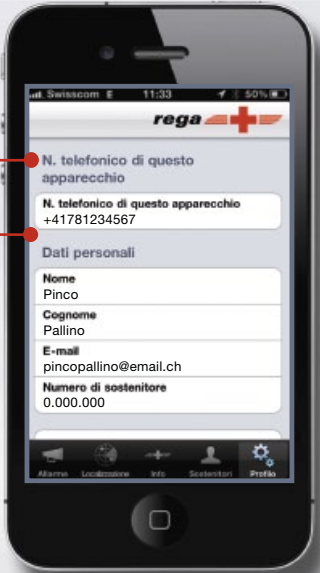 Swisscom E 11:33 50%
rega
N. telefonico di questo
apparecchio
N. telefonico di questo apparecchio
+41781234567
Dati personali
Nome
Pinco
Cognome
Pallino
E-mail
pincopallino@email.ch
Numero di sostenitore
0.000.000
Allarme Localizzazione Info Sostenitori Profilo